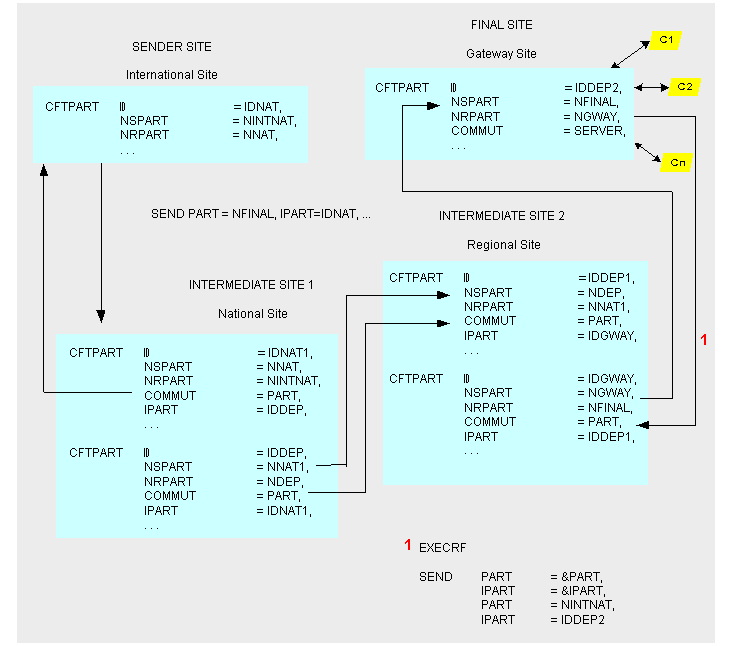 SENDER SITE
International Site
CFTPART ID = IDNAT,
NSPART = NINTNAT,
NRPART = NNAT,
. . .
FINAL SITE
Gateway Site
C1
C2
Cn
CFTPART ID = IDDEP2,
NSPART = NFINAL,
NRPART = NGWAY,
COMMUT = SERVER,
. . .
SEND PART = NFINAL, IPART=IDNAT, ...
INTERMEDIATE SITE 1
National Site
CFTPART ID = IDNAT1,
NSPART = NNAT,
NRPART = NINTNAT,
COMMUT = PART,
IPART = IDDEP,
. . .
CFTPART ID = IDDEP,
NSPART = NNAT1,
NRPART = NDEP,
COMMUT = PART,
IPART = IDNAT1,
. . .
INTERMEDIATE SITE 2
Regional Site
CFTPART ID = IDDEP1,
NSPART = NDEP,
NRPART = NNAT1,
COMMUT = PART,
IPART = IDGWAY,
. . .
CFTPART ID = IDGWAY,
NSPART = NGWAY,
NRPART = NFINAL,
COMMUT = PART,
IPART = IDDEP1,
. . .
1
1 EXECRF
SEND PART = &PART,
IPART = &IPART,
PART = NINTNAT,
IPART = IDDEP2